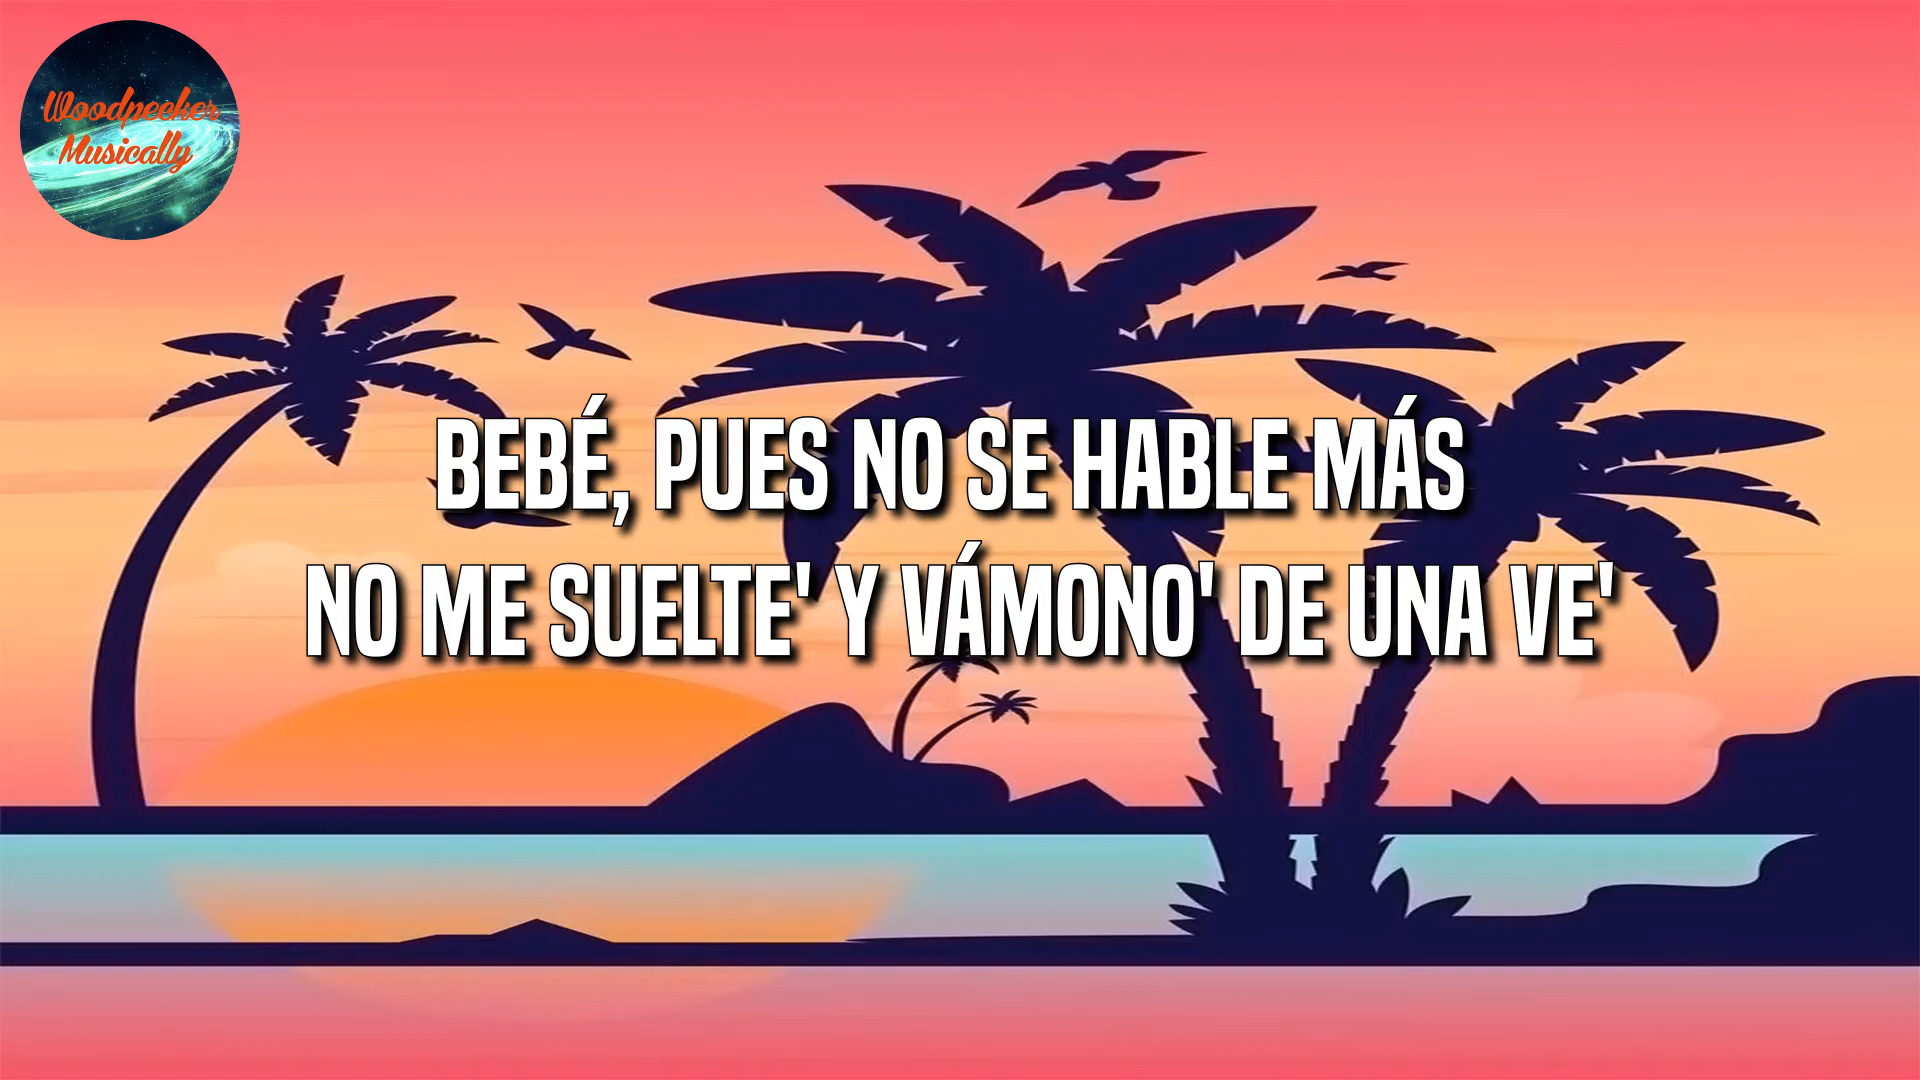 Woodpecker
Musically
BEBÉ, PUES NO SE HABLE MÁS
NO ME SUELTE' Y VÁMONO' DE UNA VE'